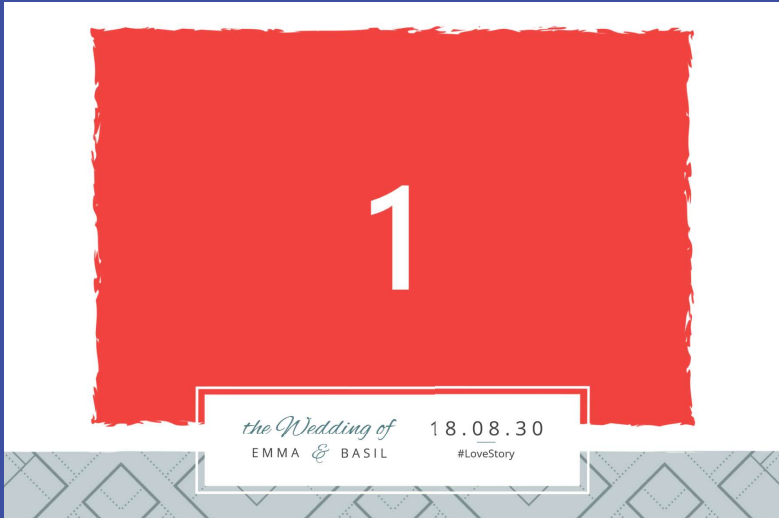 1
the Wedding of
EMMA & BASIL
18.08.30
#LoveStory